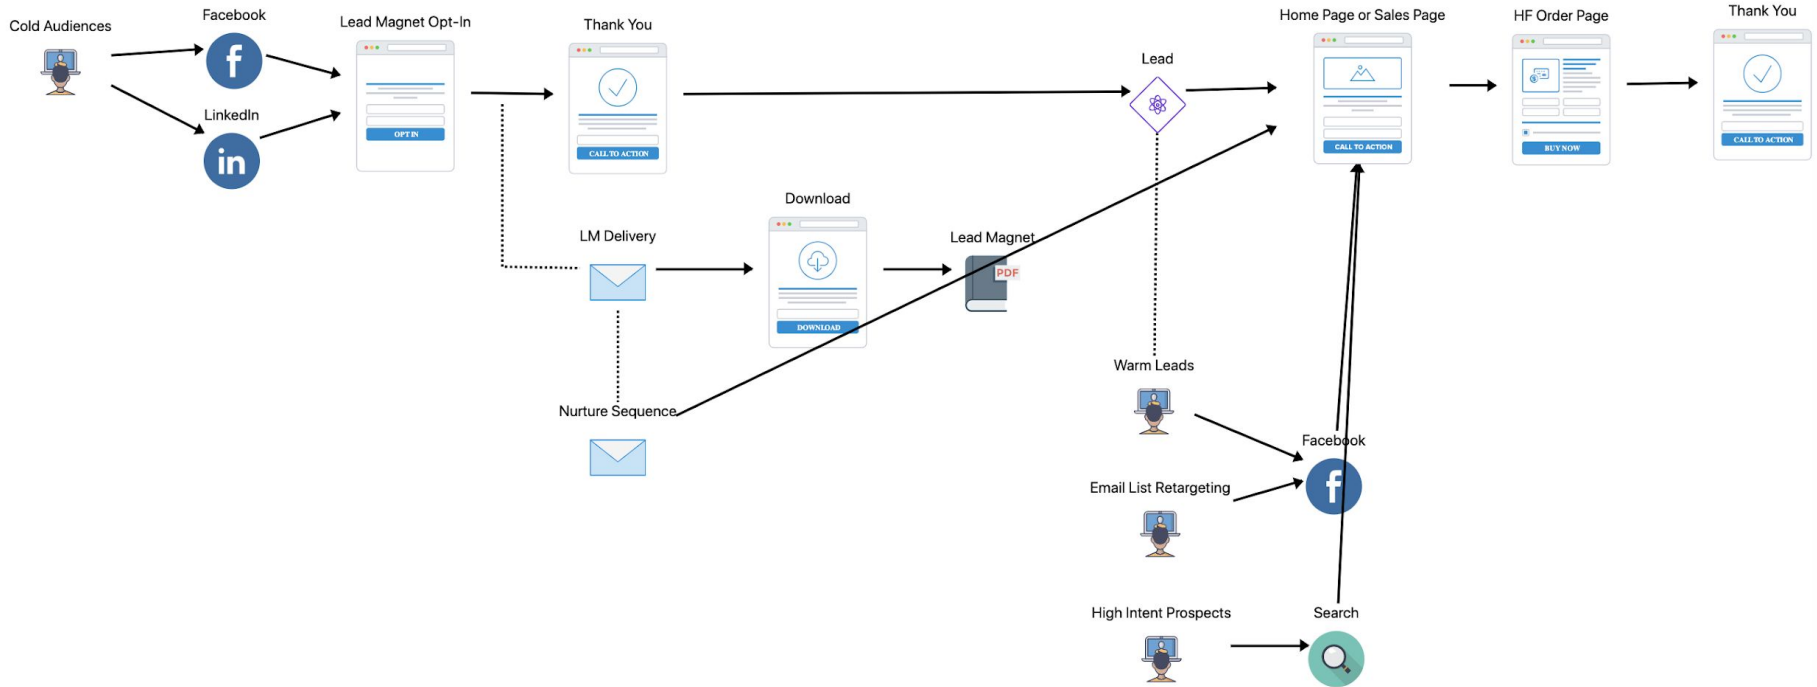 Cold Audiences
Facebook
LinkedIn
in
Lead Magnet Opt-In
OPT IN
Thank You
CALL TO ACTION
LM Delivery
Download
DOWNLOAD
Lead Magnet
PDF
Nurture Sequence
Lead
Warm Leads
Facebook
f
Email List Retargeting
High Intent Prospects
Search
Home Page or Sales Page
CALL TO ACTION
HF Order Page
BUY NOW
Thank You
CALL TO ACTION